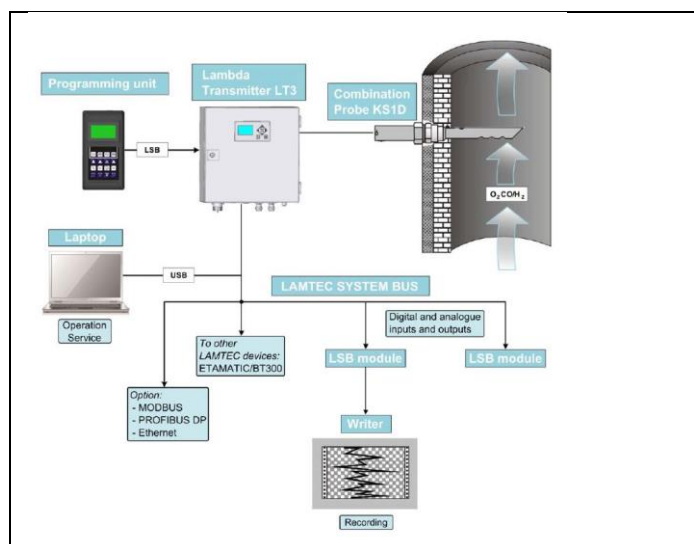 Programming unit
Lambda
Transmitter LT3
Combination
Probe KS1D
LSB
O₂CO/H₂
Laptop
USB
Operation
Service
LAMTEC SYSTEM BUS
Digital and analogue
inputs and outputs
To other
LAMTEC devices:
ETAMATIC/BT300
LSB module
LSB module
Option:
- MODBUS
- PROFIBUS DP
- Ethernet
Writer
Recording